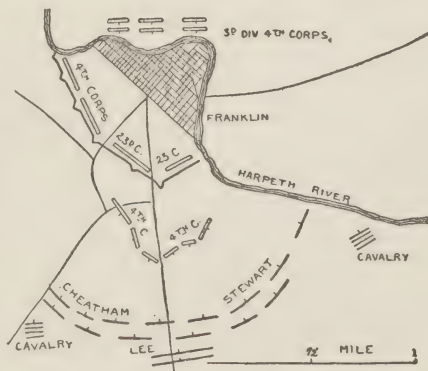 3D DIV 4TH CORPS.
4TH CORPS
FRANKLIN
23D C.
23 C
HARPETH RIVER
4TH C.
4TH C.
STEWART
CAVALRY
CHEATHAM
CAVALRY
LEE
½ MILE 1